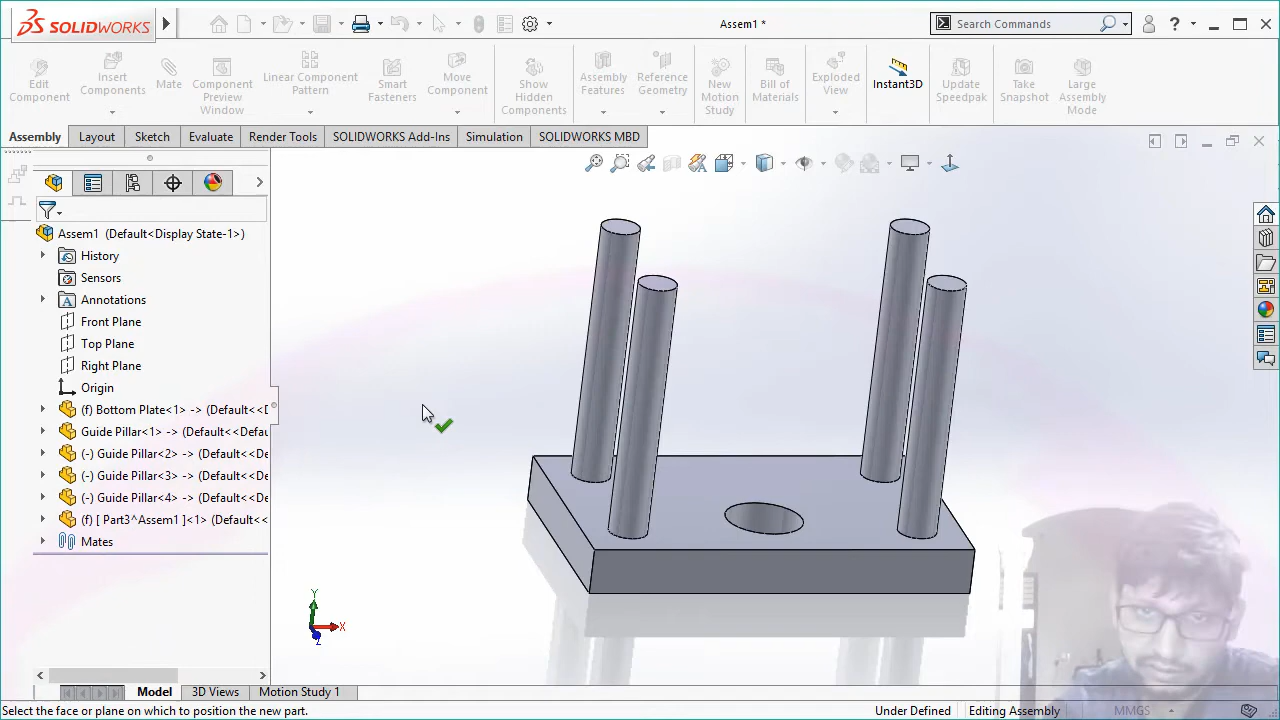 SOLIDWORKS
Assem1 *
Search Commands
?
Edit Component
Insert Components
Mate
Component Preview Window
Linear Component Pattern
Smart Fasteners
Move Component
Show Hidden Components
Assembly Features
Reference Geometry
New Motion Study
Bill of Materials
Exploded View
Instant3D
Update Speedpak
Take Snapshot
Large Assembly Mode
Assembly
Layout
Sketch
Evaluate
Render Tools
SOLIDWORKS Add-Ins
Simulation
SOLIDWORKS MBD
Assem1 (Default<Display State-1>)
History
Sensors
Annotations
Front Plane
Top Plane
Right Plane
Origin
(f) Bottom Plate<1> -> (Default<<D
Guide Pillar<1> -> (Default<<Defau
(-) Guide Pillar<2> -> (Default<<De
(-) Guide Pillar<3> -> (Default<<De
(-) Guide Pillar<4> -> (Default<<De
(f) [ Part3^Assem1 ]<1> (Default<<
Mates
Y
X
Z
Model
3D Views
Motion Study 1
Select the face or plane on which to position the new part.
Under Defined
Editing Assembly
MMGS